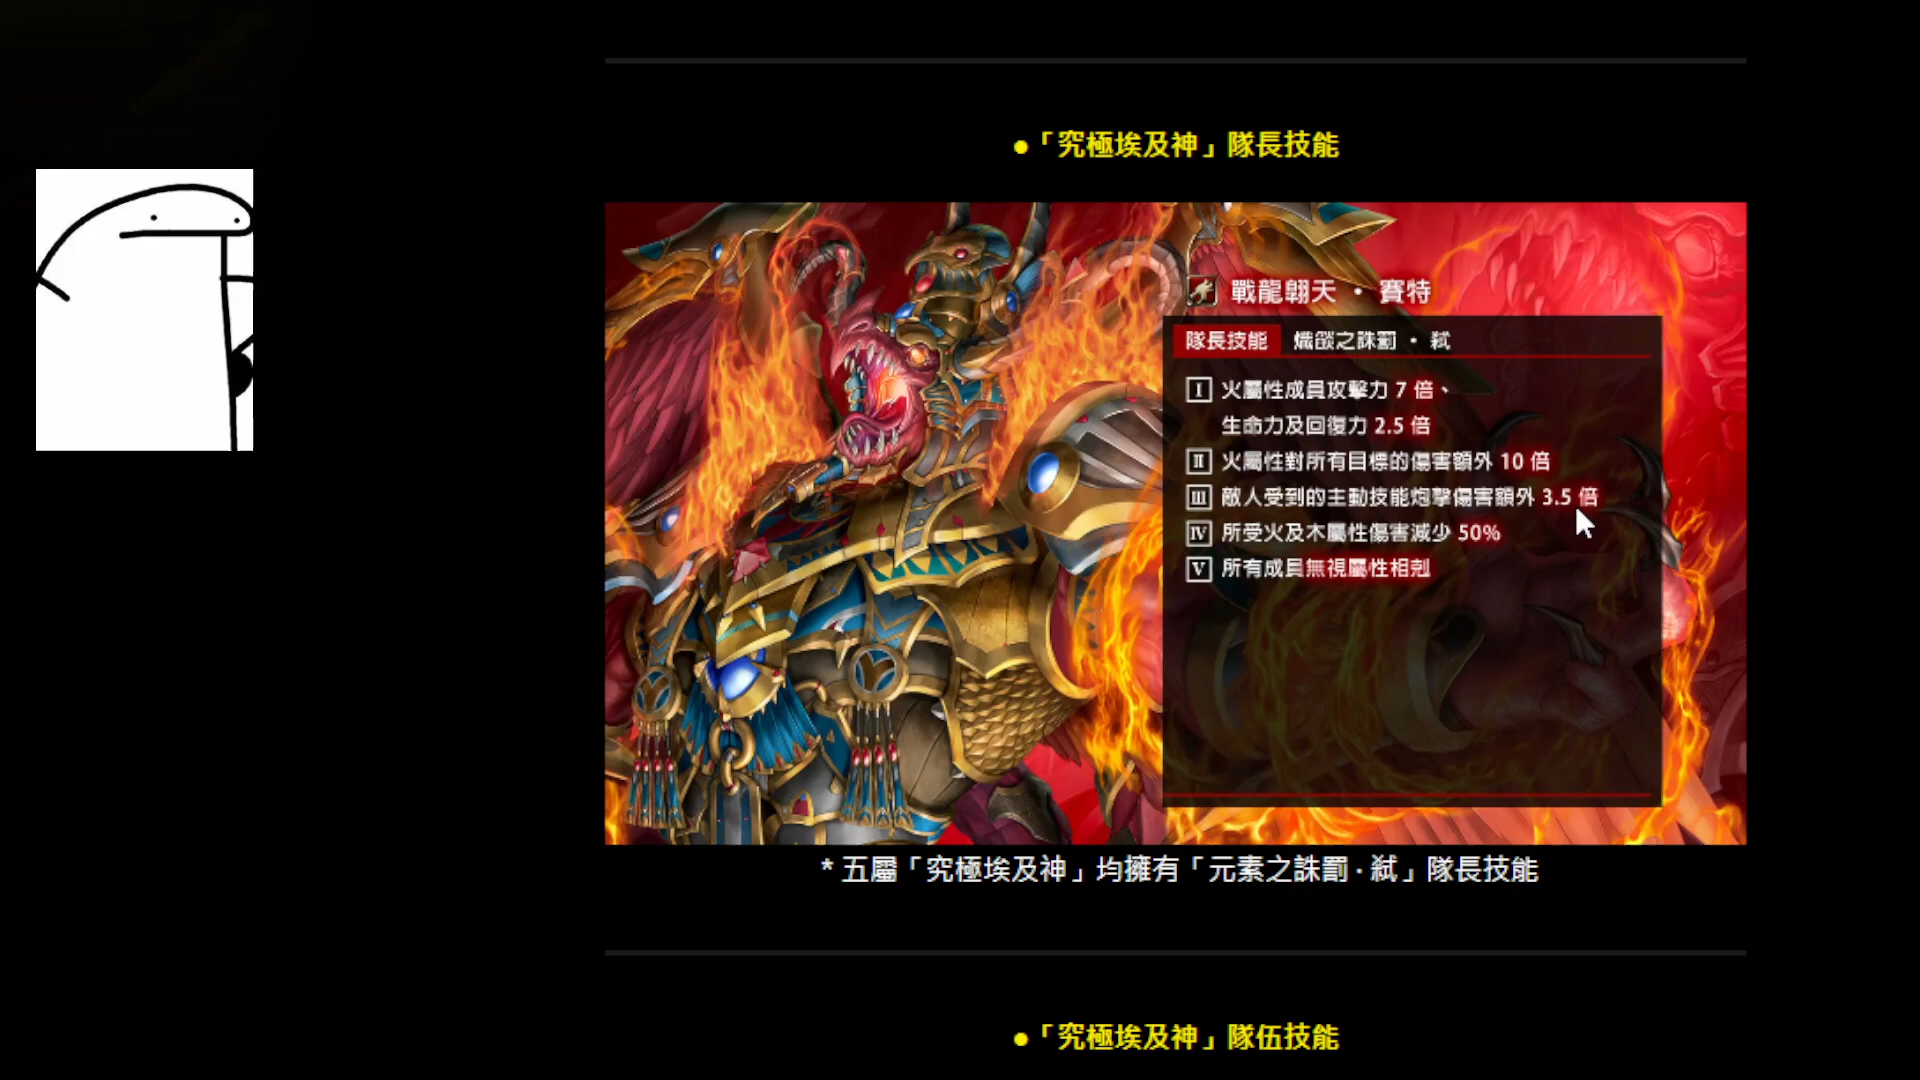 ●「究極埃及神」隊長技能
戰龍翱天 · 賽特
隊長技能 熾燄之誅罰 · 弒
I 火屬性成員攻擊力 7 倍、
生命力及回復力 2.5 倍
II 火屬性對所有目標的傷害額外 10 倍
III 敵人受到的主動技能炮擊傷害額外 3.5 倍
IV 所受火及木屬性傷害減少 50%
V 所有成員無視屬性相剋
* 五屬「究極埃及神」均擁有「元素之誅罰 · 弒」隊長技能
●「究極埃及神」隊伍技能